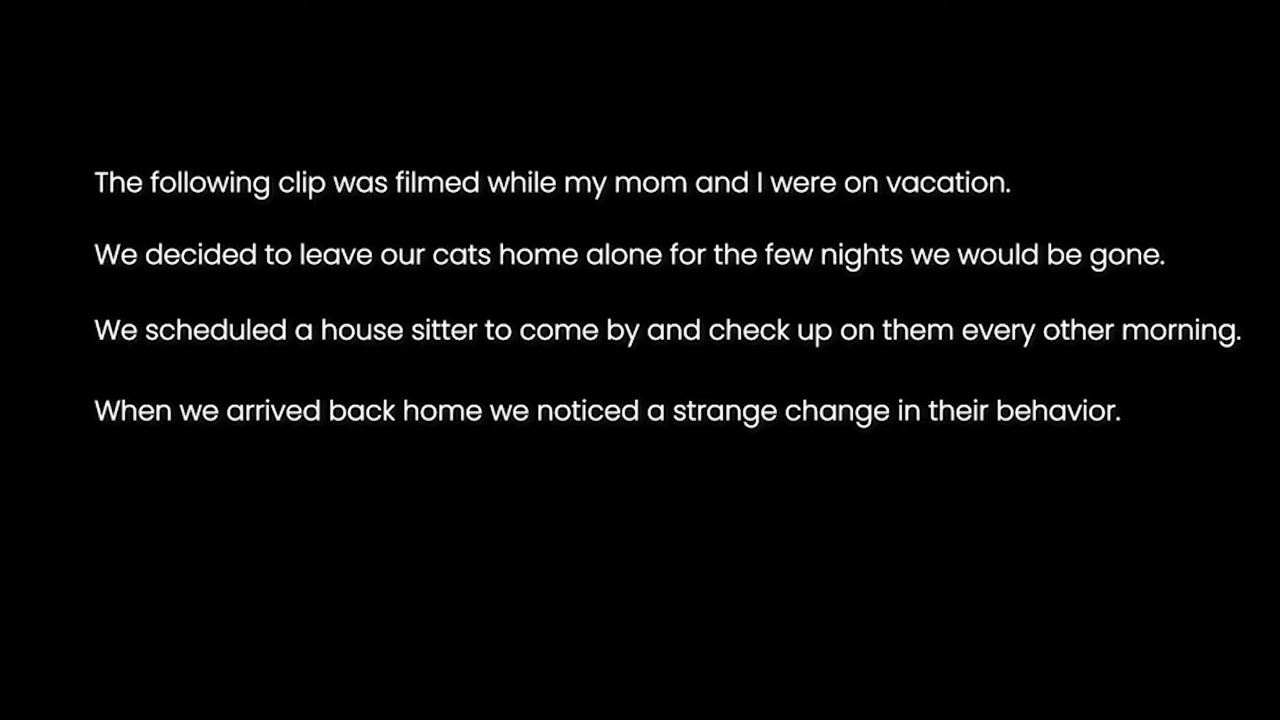 The following clip was filmed while my mom and I were on vacation.
We decided to leave our cats home alone for the few nights we would be gone.
We scheduled a house sitter to come by and check up on them every other morning.
When we arrived back home we noticed a strange change in their behavior.